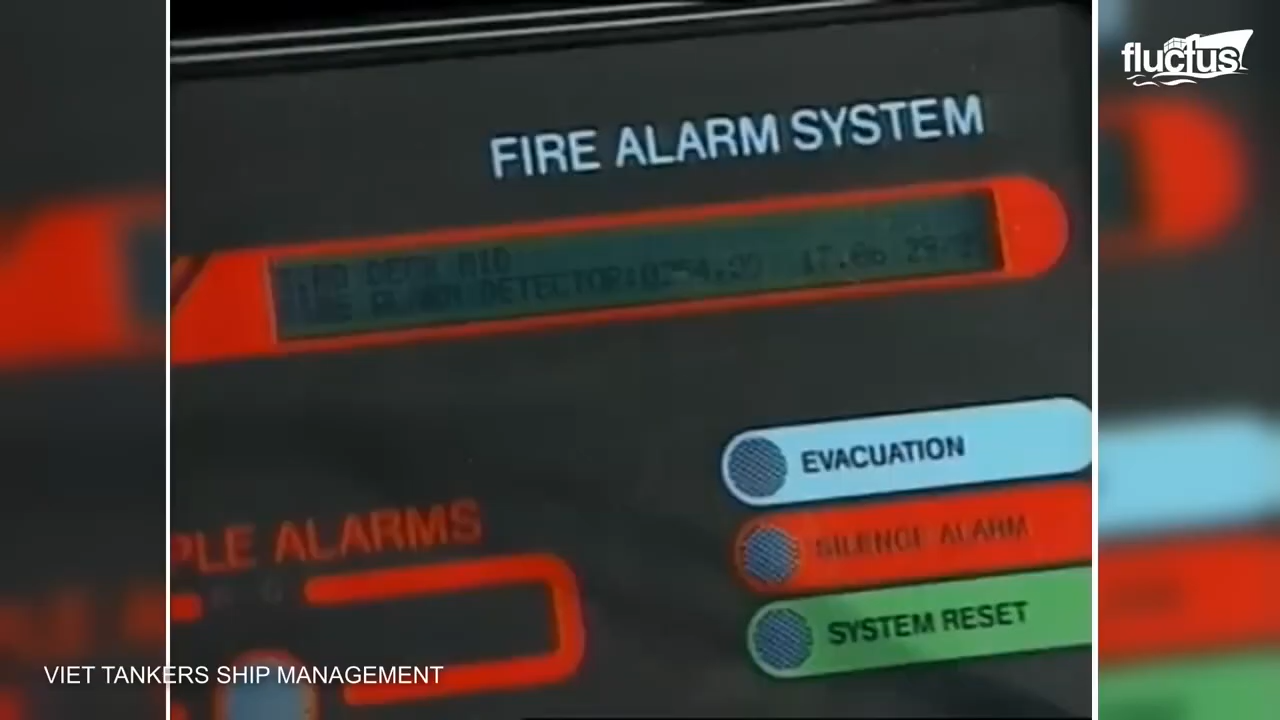 fluctus
FIRE ALARM SYSTEM
DETECTOR:
EVACUATION
SILENCE ALARM
PLE ALARMS
SYSTEM RESET
VIET TANKERS SHIP MANAGEMENT